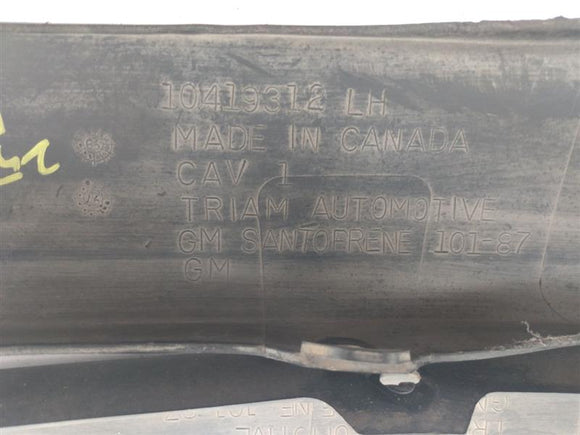 10419312 LH
MADE IN CANADA
CAV 1
TRIAM AUTOMOTIVE
GM SANTOPRENE 101-87
GM